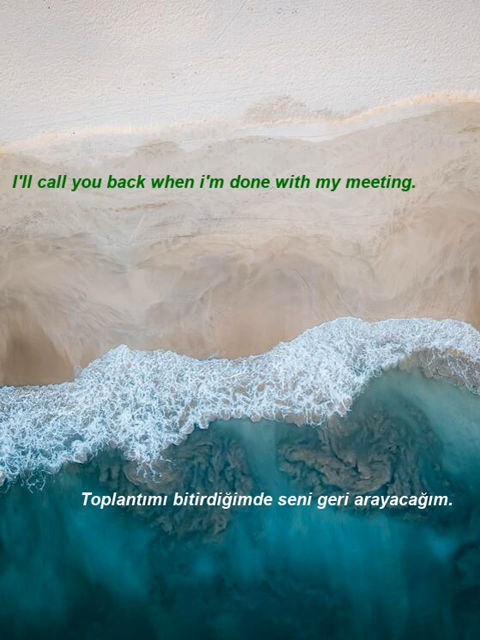 I'll call you back when i'm done with my meeting.
Toplantımı bitirdiğimde seni geri arayacağım.